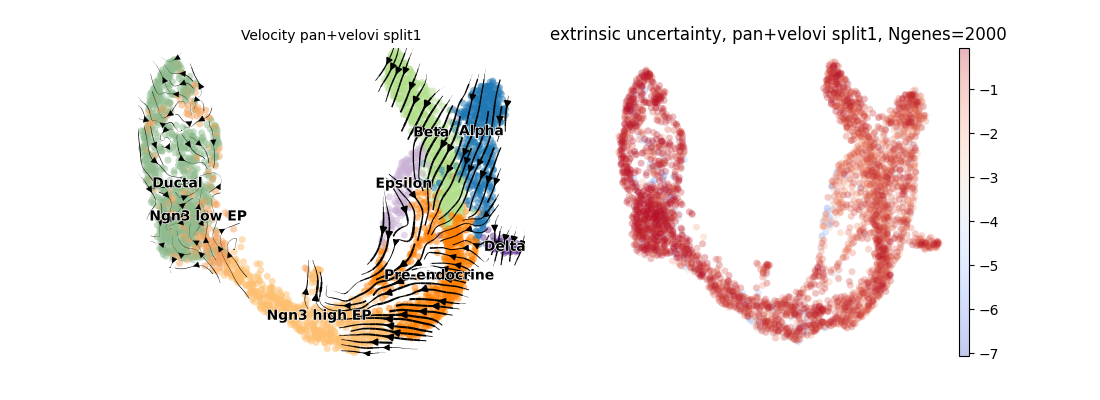 Velocity pan+velovi split1
extrinsic uncertainty, pan+velovi split1, Ngenes=2000
Beta
Alpha
Epsilon
Ductal
Ngn3 low EP
Delta
Pre-endocrine
Ngn3 high EP
−1
−2
−3
−4
−5
−6
−7